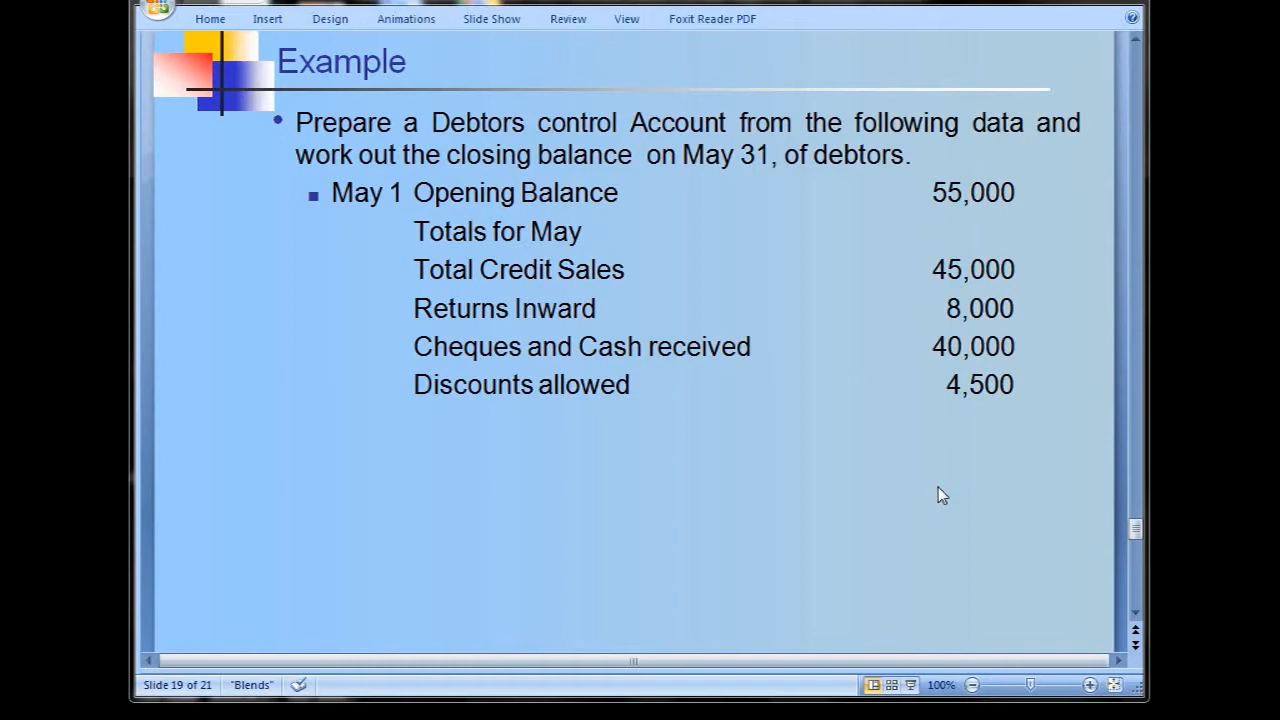 Home Insert Design Animations Slide Show Review View Foxit Reader PDF
Example
Prepare a Debtors control Account from the following data and
work out the closing balance on May 31, of debtors.
May 1 Opening Balance 55,000
Totals for May
Total Credit Sales 45,000
Returns Inward 8,000
Cheques and Cash received 40,000
Discounts allowed 4,500
Slide 19 of 21 "Blends" 100%